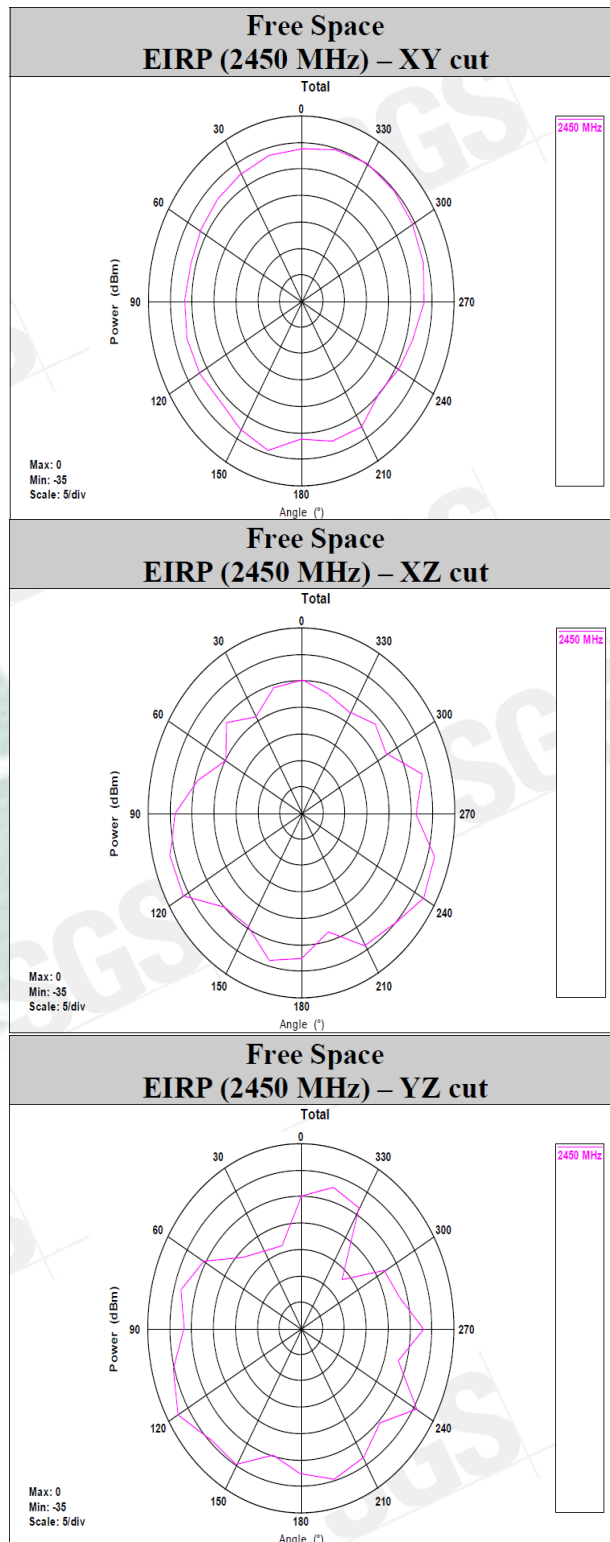 Free Space
EIRP (2450 MHz) – XY cut
Total
0
30
330
2450 MHz
60
300
90
270
Power (dBm)
120
240
150
210
Max: 0
Min: -35
Scale: 5/div
180
Angle (°)
Free Space
EIRP (2450 MHz) – XZ cut
Total
0
30
330
2450 MHz
60
300
90
270
Power (dBm)
120
240
150
210
Max: 0
Min: -35
Scale: 5/div
180
Angle (°)
Free Space
EIRP (2450 MHz) – YZ cut
Total
0
30
330
2450 MHz
60
300
90
270
Power (dBm)
120
240
150
210
Max: 0
Min: -35
Scale: 5/div
180
Angle (°)
SGS
SGS
SGS
SGS